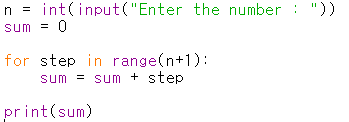 n = int(input("Enter the number : "))
sum = 0
for step in range(n+1):
    sum = sum + step
print(sum)